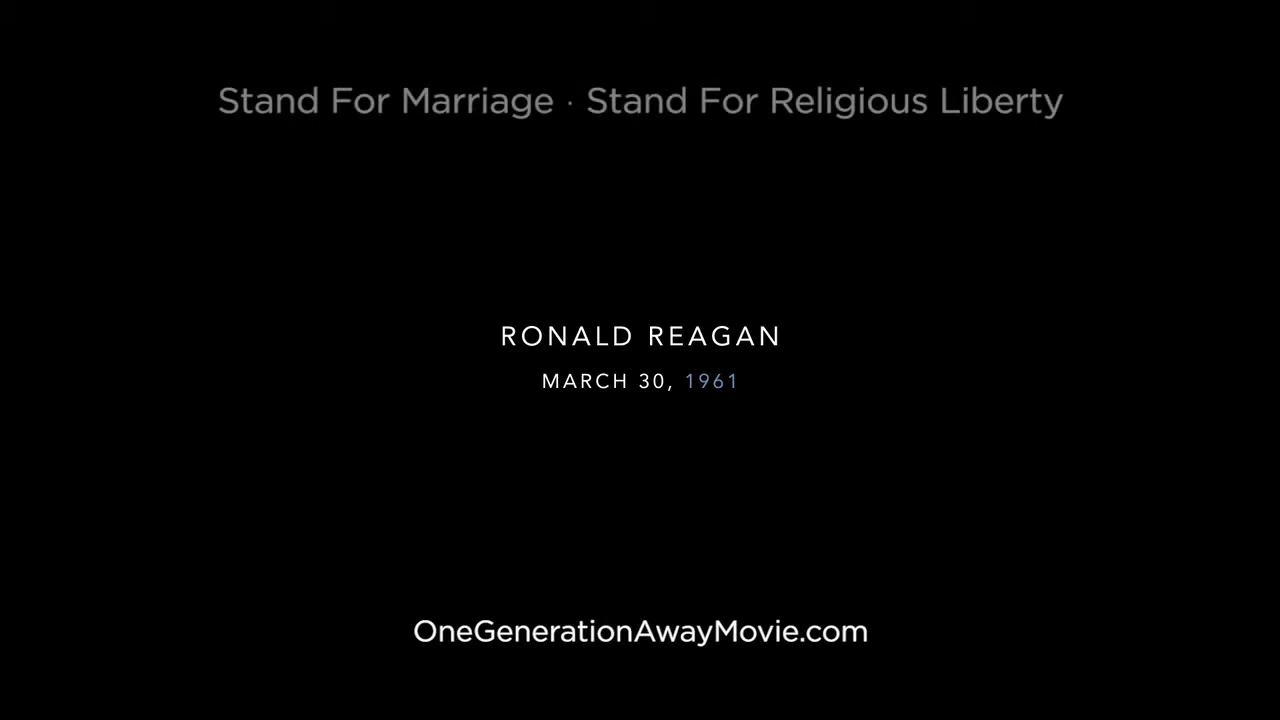 Stand For Marriage · Stand For Religious Liberty
RONALD REAGAN
MARCH 30, 1961
OneGenerationAwayMovie.com